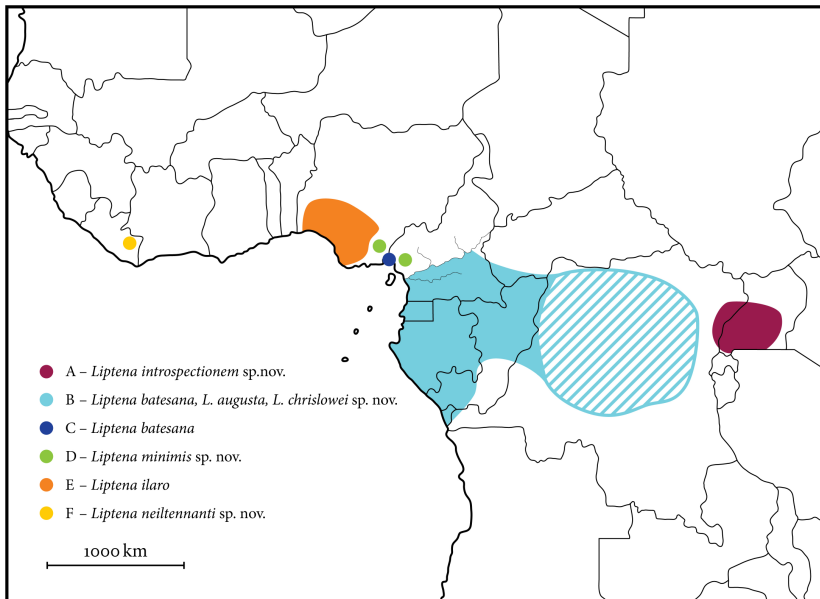 A – Liptena introspectionem sp.nov.
B – Liptena batesana, L. augusta, L. chrislowei sp. nov.
C – Liptena batesana
D – Liptena minimis sp. nov.
E – Liptena ilaro
F – Liptena neiltennanti sp. nov.
1000 km